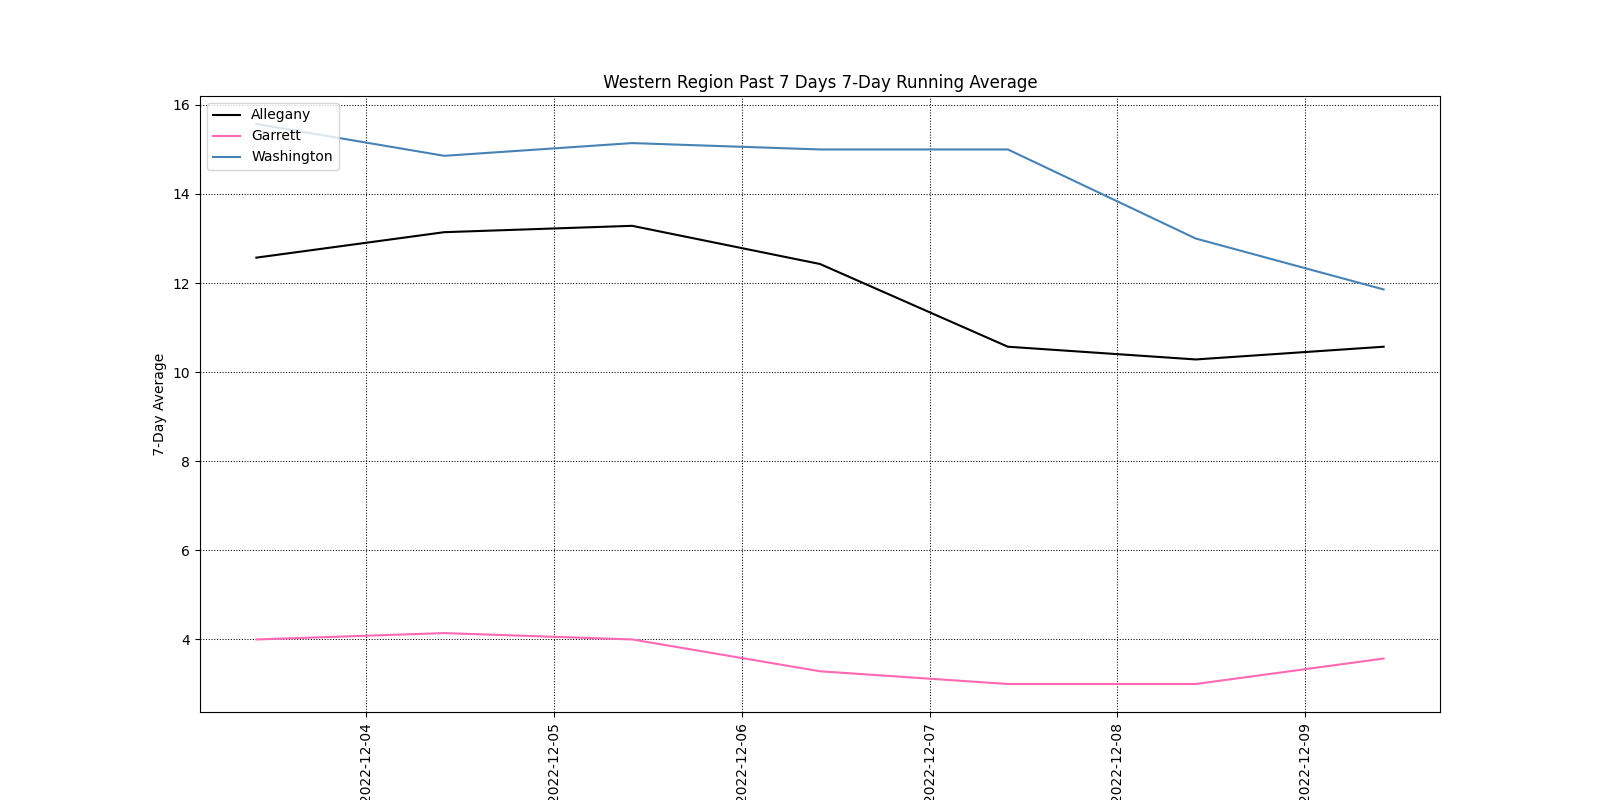 Western Region Past 7 Days 7-Day Running Average
Allegany
Garrett
Washington
7-Day Average
16
14
12
10
8
6
4
2022-12-04
2022-12-05
2022-12-06
2022-12-07
2022-12-08
2022-12-09